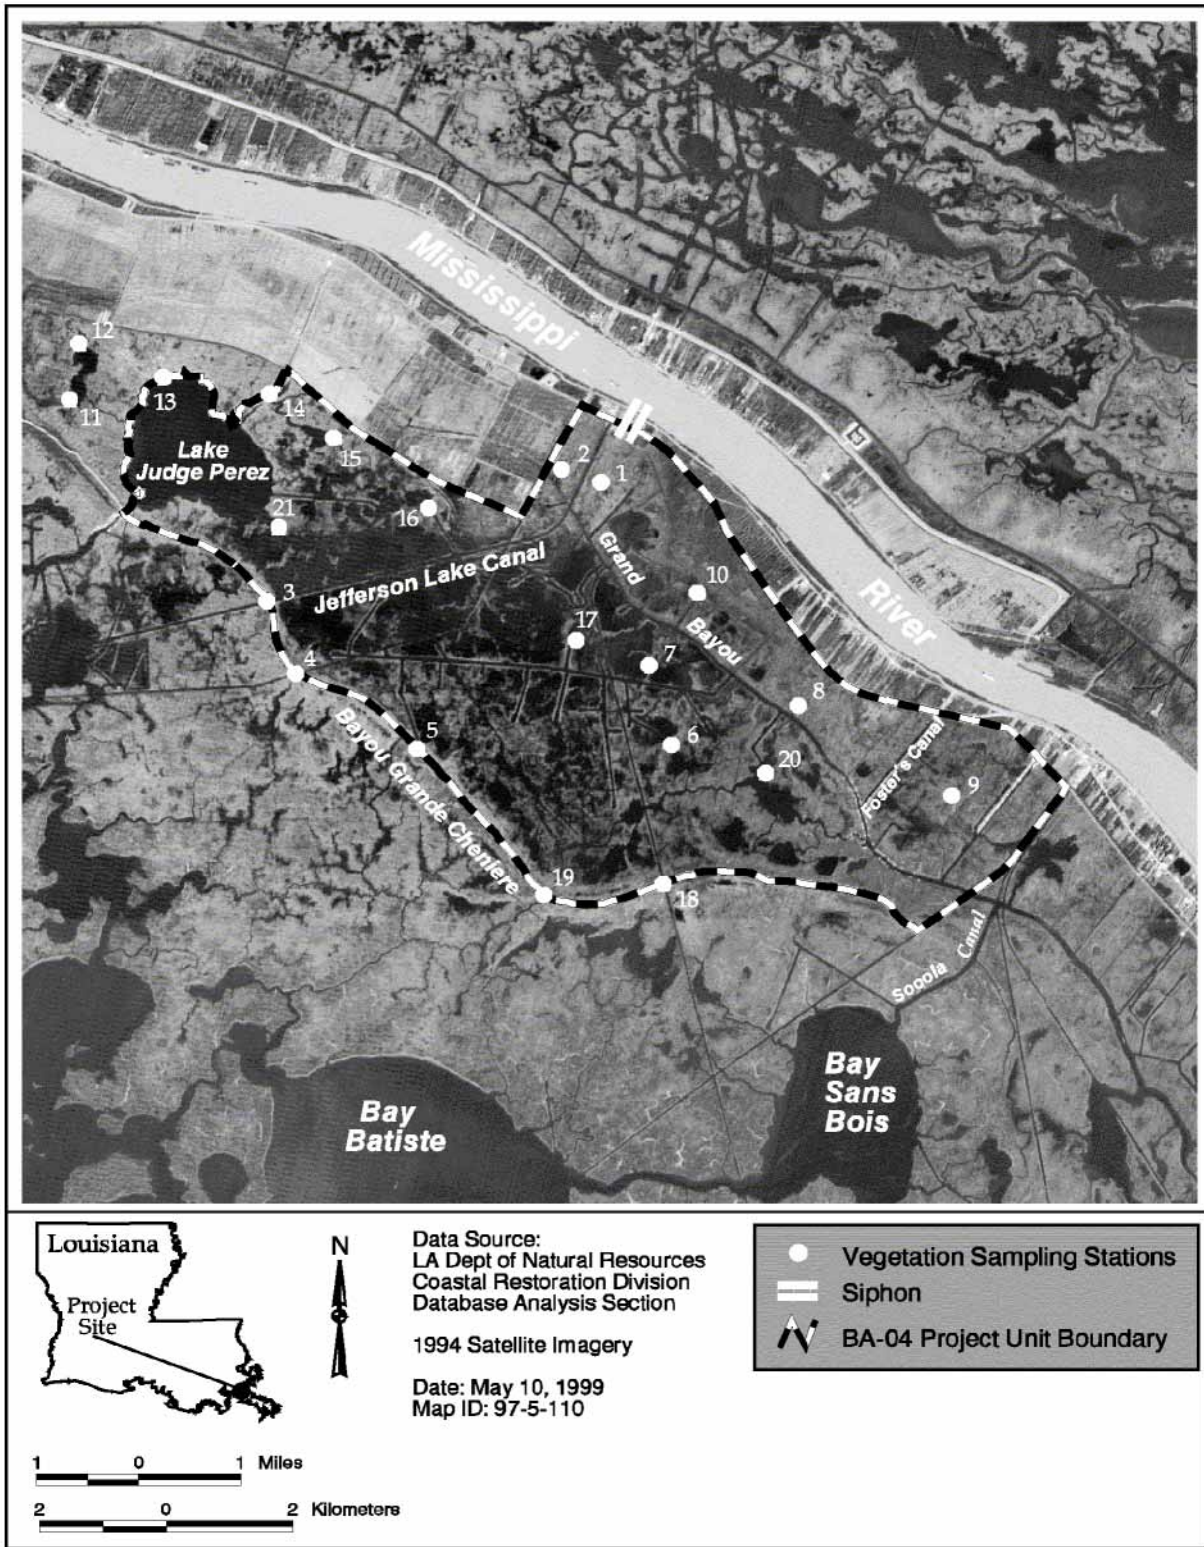 Mississippi
12
13
14
11
Lake
Judge Perez
15
2
1
16
21
Jefferson Lake Canal
Grand
10
River
3
17
Bayou
4
7
8
5
6
Foster's Canal
20
9
Bayou Grande Cheniere
19
18
Socola Canal
Bay
Sans
Bois
Bay
Batiste
Louisiana
Project
Site
N
Data Source:
LA Dept of Natural Resources
Coastal Restoration Division
Database Analysis Section
1994 Satellite Imagery
Date: May 10, 1999
Map ID: 97-5-110
Vegetation Sampling Stations
Siphon
BA-04 Project Unit Boundary
1 0 1 Miles
2 0 2 Kilometers